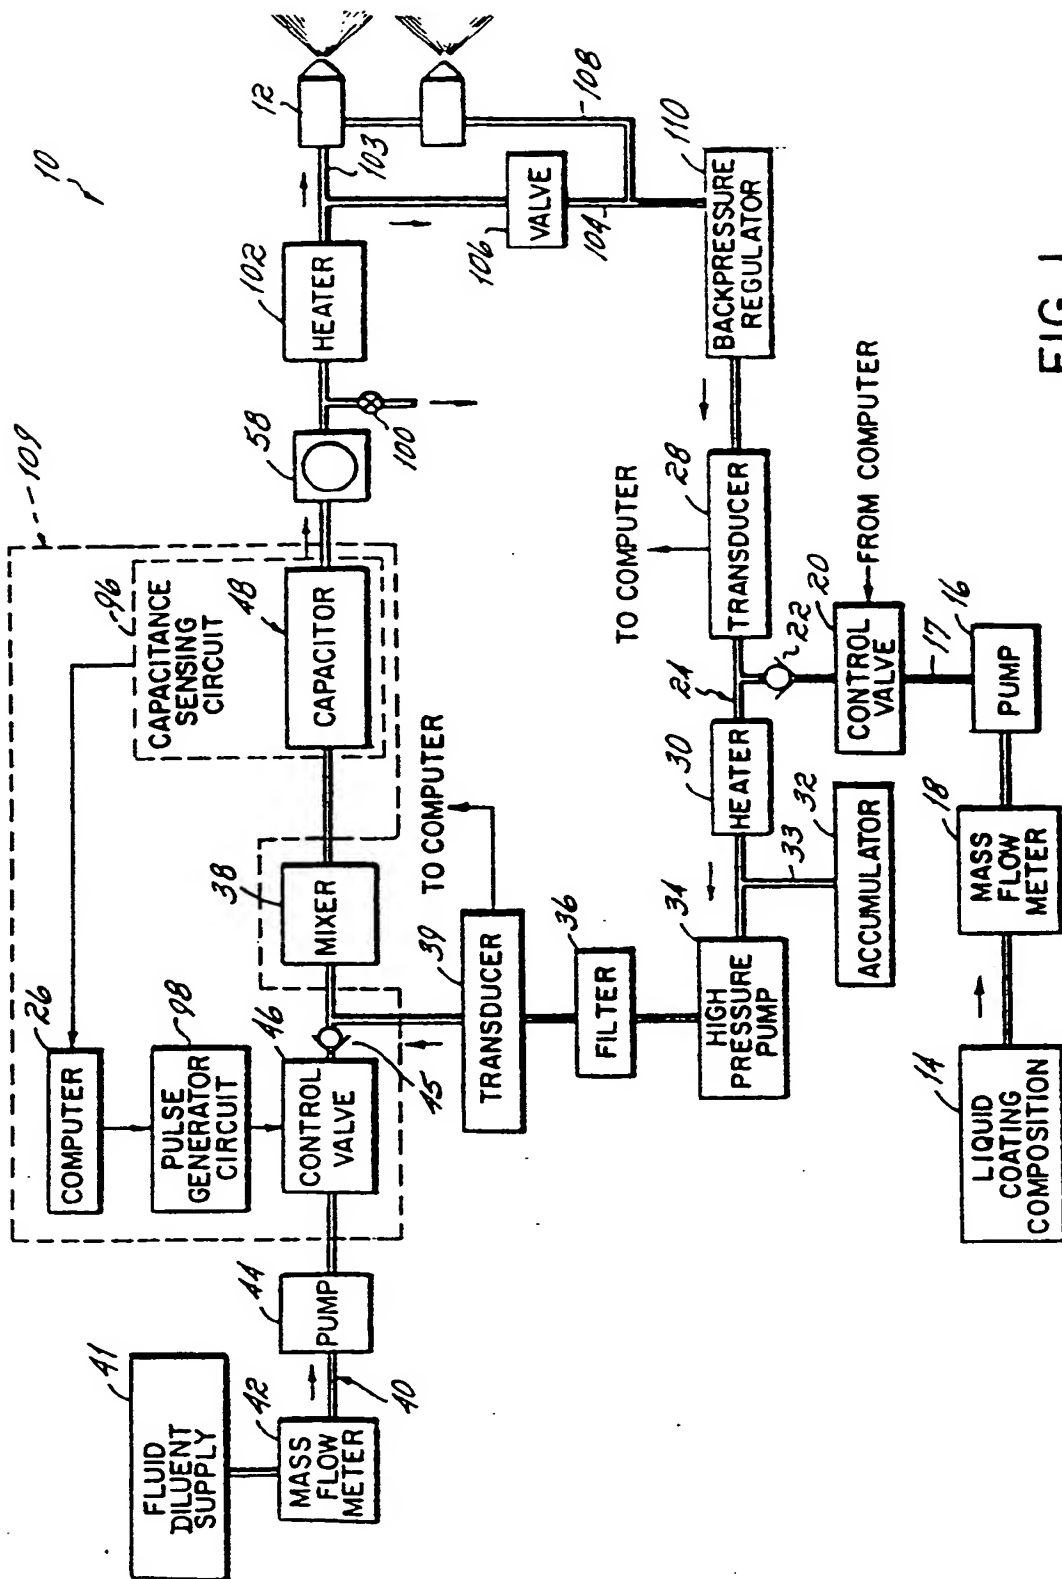 10
109
96
CAPACITANCE
SENSING
CIRCUIT
26
COMPUTER
98
PULSE
GENERATOR
CIRCUIT
41
FLUID
DILUENT
SUPPLY
42
MASS
FLOW
METER
40
44
PUMP
46
CONTROL
VALVE
45
38
MIXER
48
CAPACITOR
58
100
102
HEATER
103
12
108
106
VALVE
104
110
BACKPRESSURE
REGULATOR
TO COMPUTER
39
TRANSDUCER
36
FILTER
34
HIGH
PRESSURE
PUMP
TO COMPUTER
28
TRANSDUCER
24
30
HEATER
33
32
ACCUMULATOR
22
20
CONTROL
VALVE
FROM COMPUTER
17
16
PUMP
18
MASS
FLOW
METER
14
LIQUID
COATING
COMPOSITION
FIG. 1